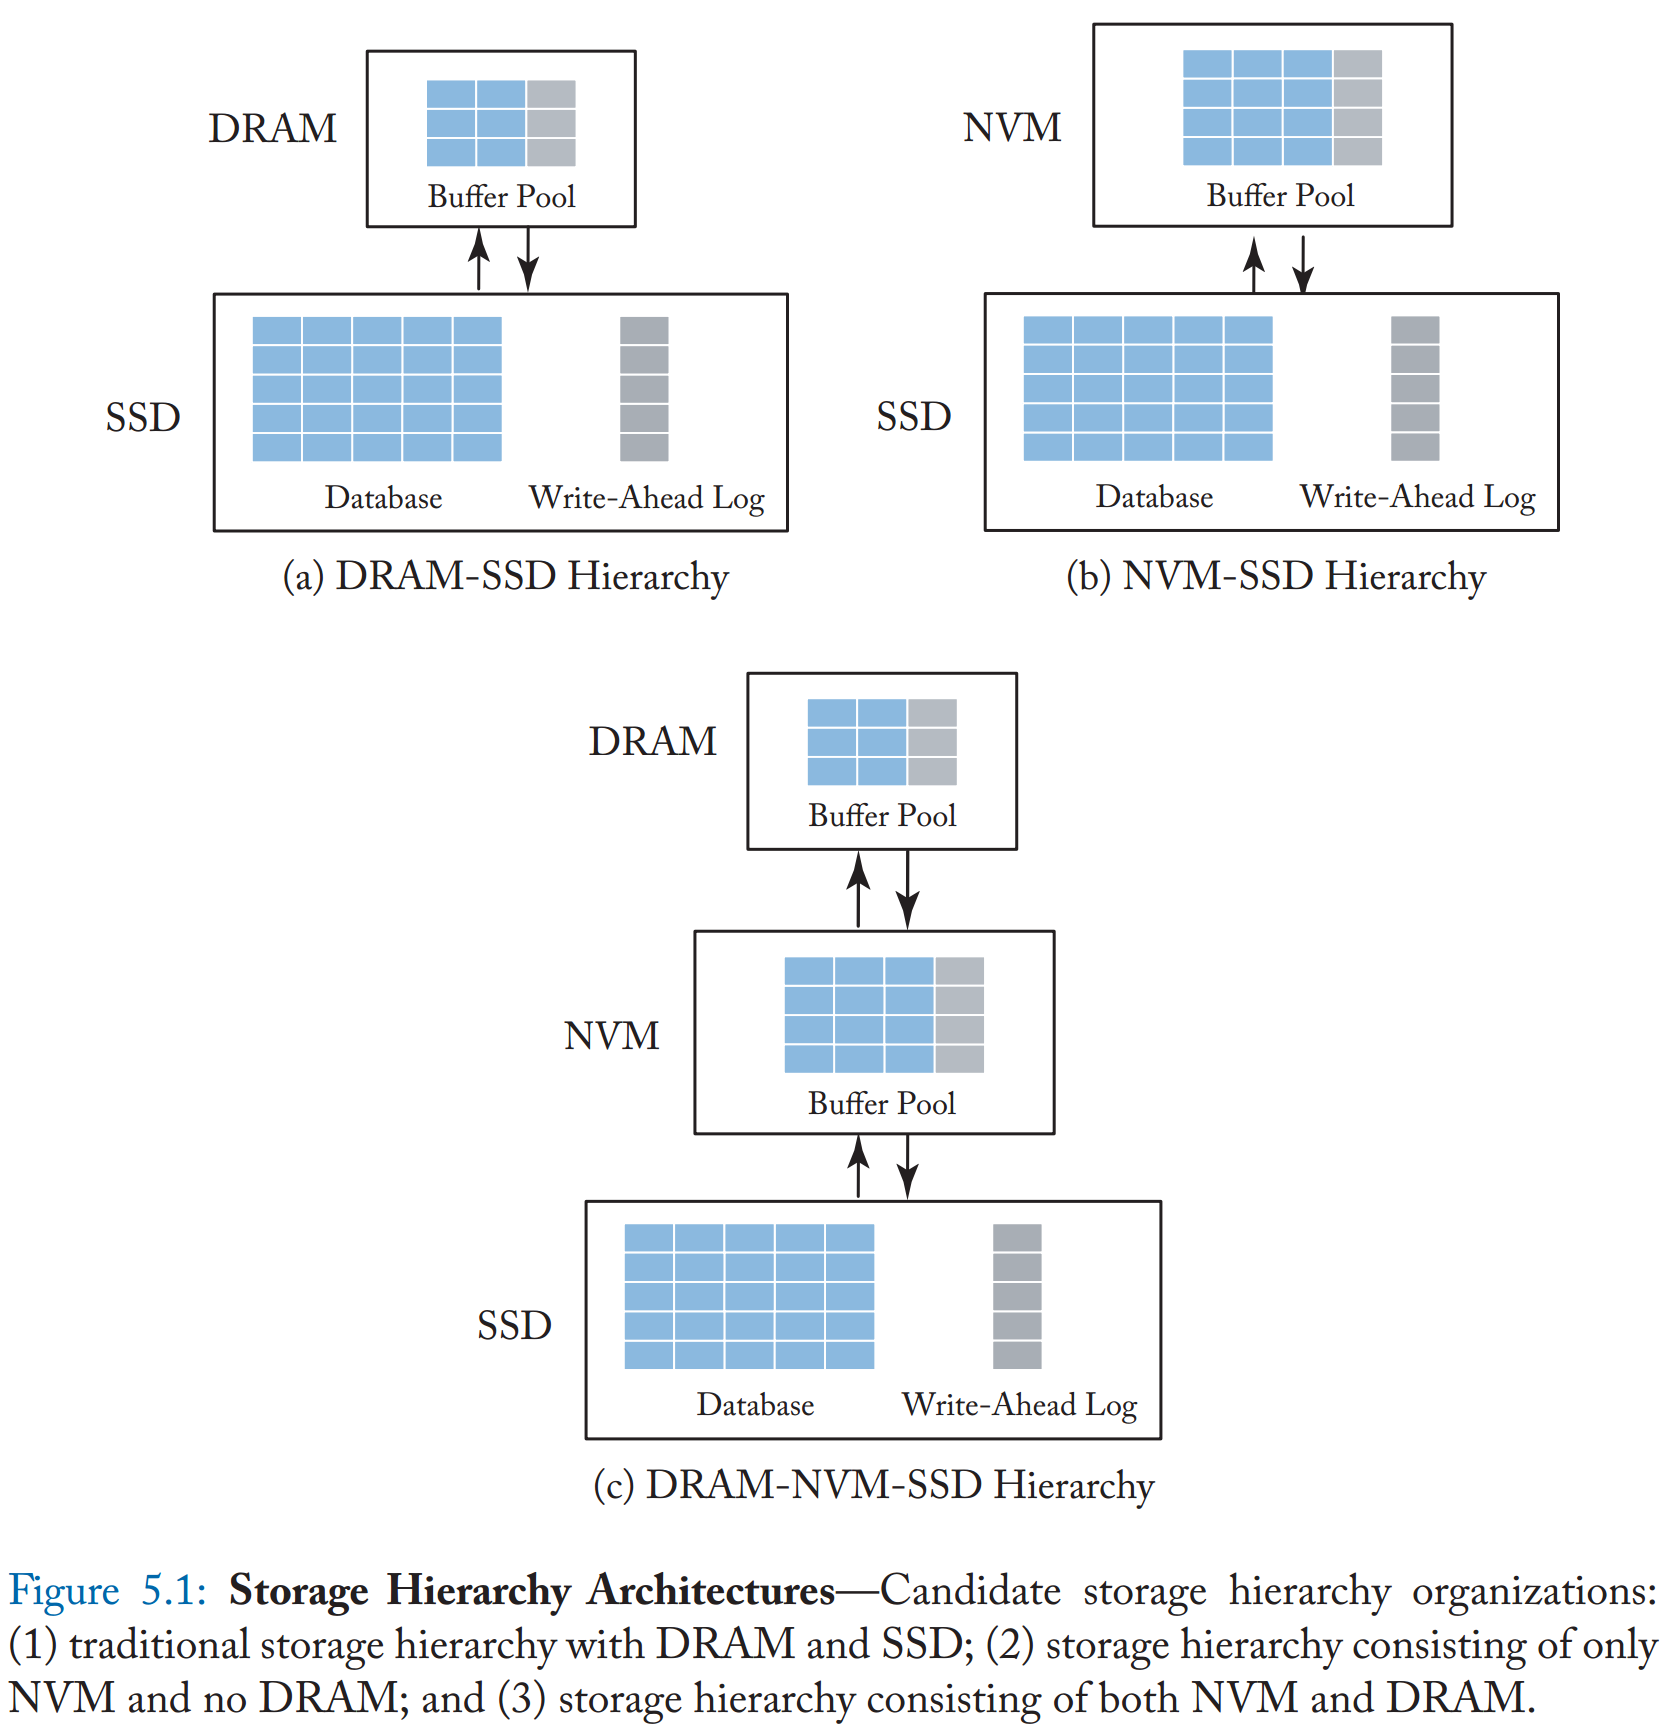 DRAM
Buffer Pool
SSD
Database
Write-Ahead Log
(a) DRAM-SSD Hierarchy
NVM
Buffer Pool
SSD
Database
Write-Ahead Log
(b) NVM-SSD Hierarchy
DRAM
Buffer Pool
NVM
Buffer Pool
SSD
Database
Write-Ahead Log
(c) DRAM-NVM-SSD Hierarchy
Figure 5.1: Storage Hierarchy Architectures—Candidate storage hierarchy organizations:
(1) traditional storage hierarchy with DRAM and SSD; (2) storage hierarchy consisting of only
NVM and no DRAM; and (3) storage hierarchy consisting of both NVM and DRAM.